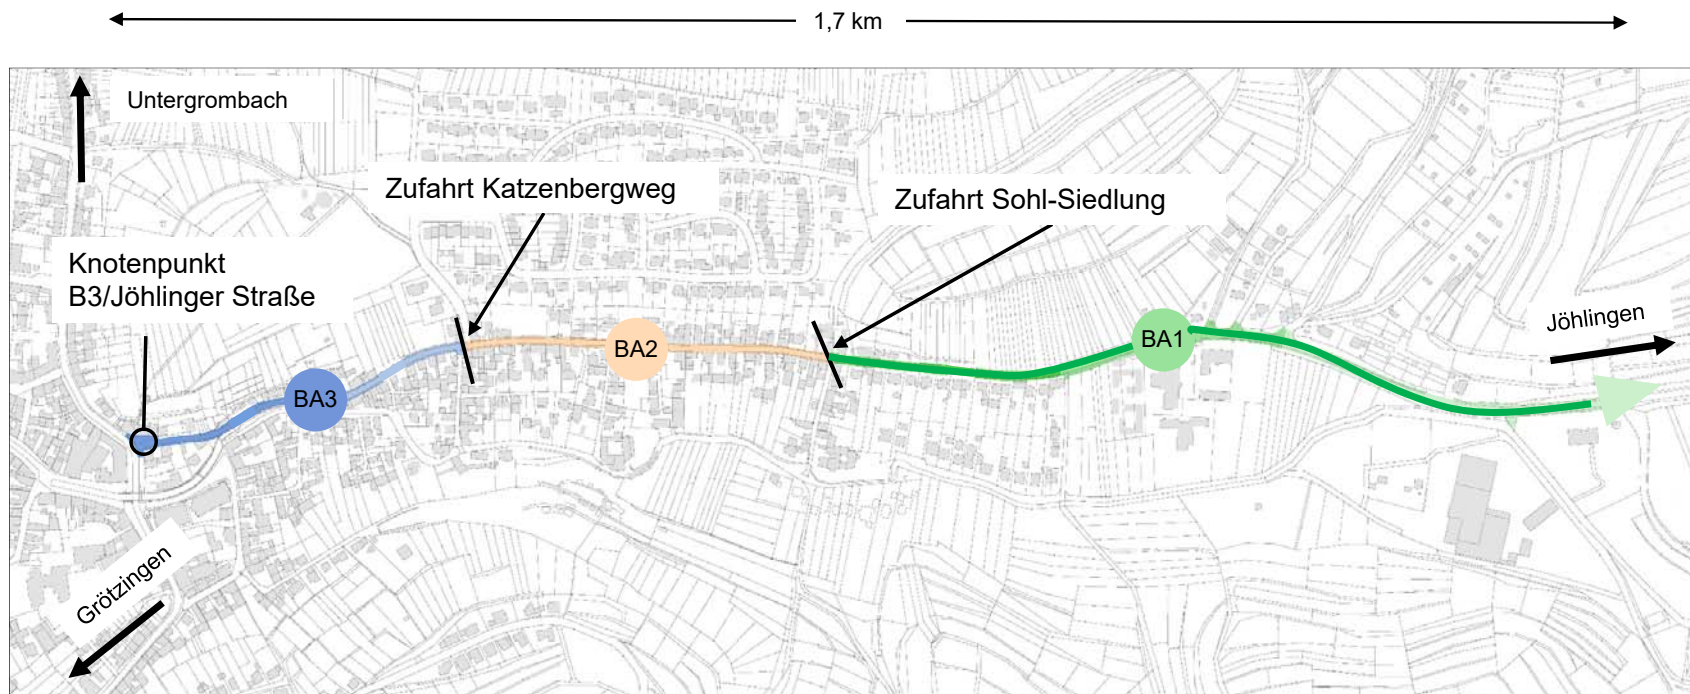 1,7 km
Untergrombach
Zufahrt Katzenbergweg
Zufahrt Sohl-Siedlung
Knotenpunkt
B3/Jöhlinger Straße
Jöhlingen
BA1
BA2
BA3
Grötzingen